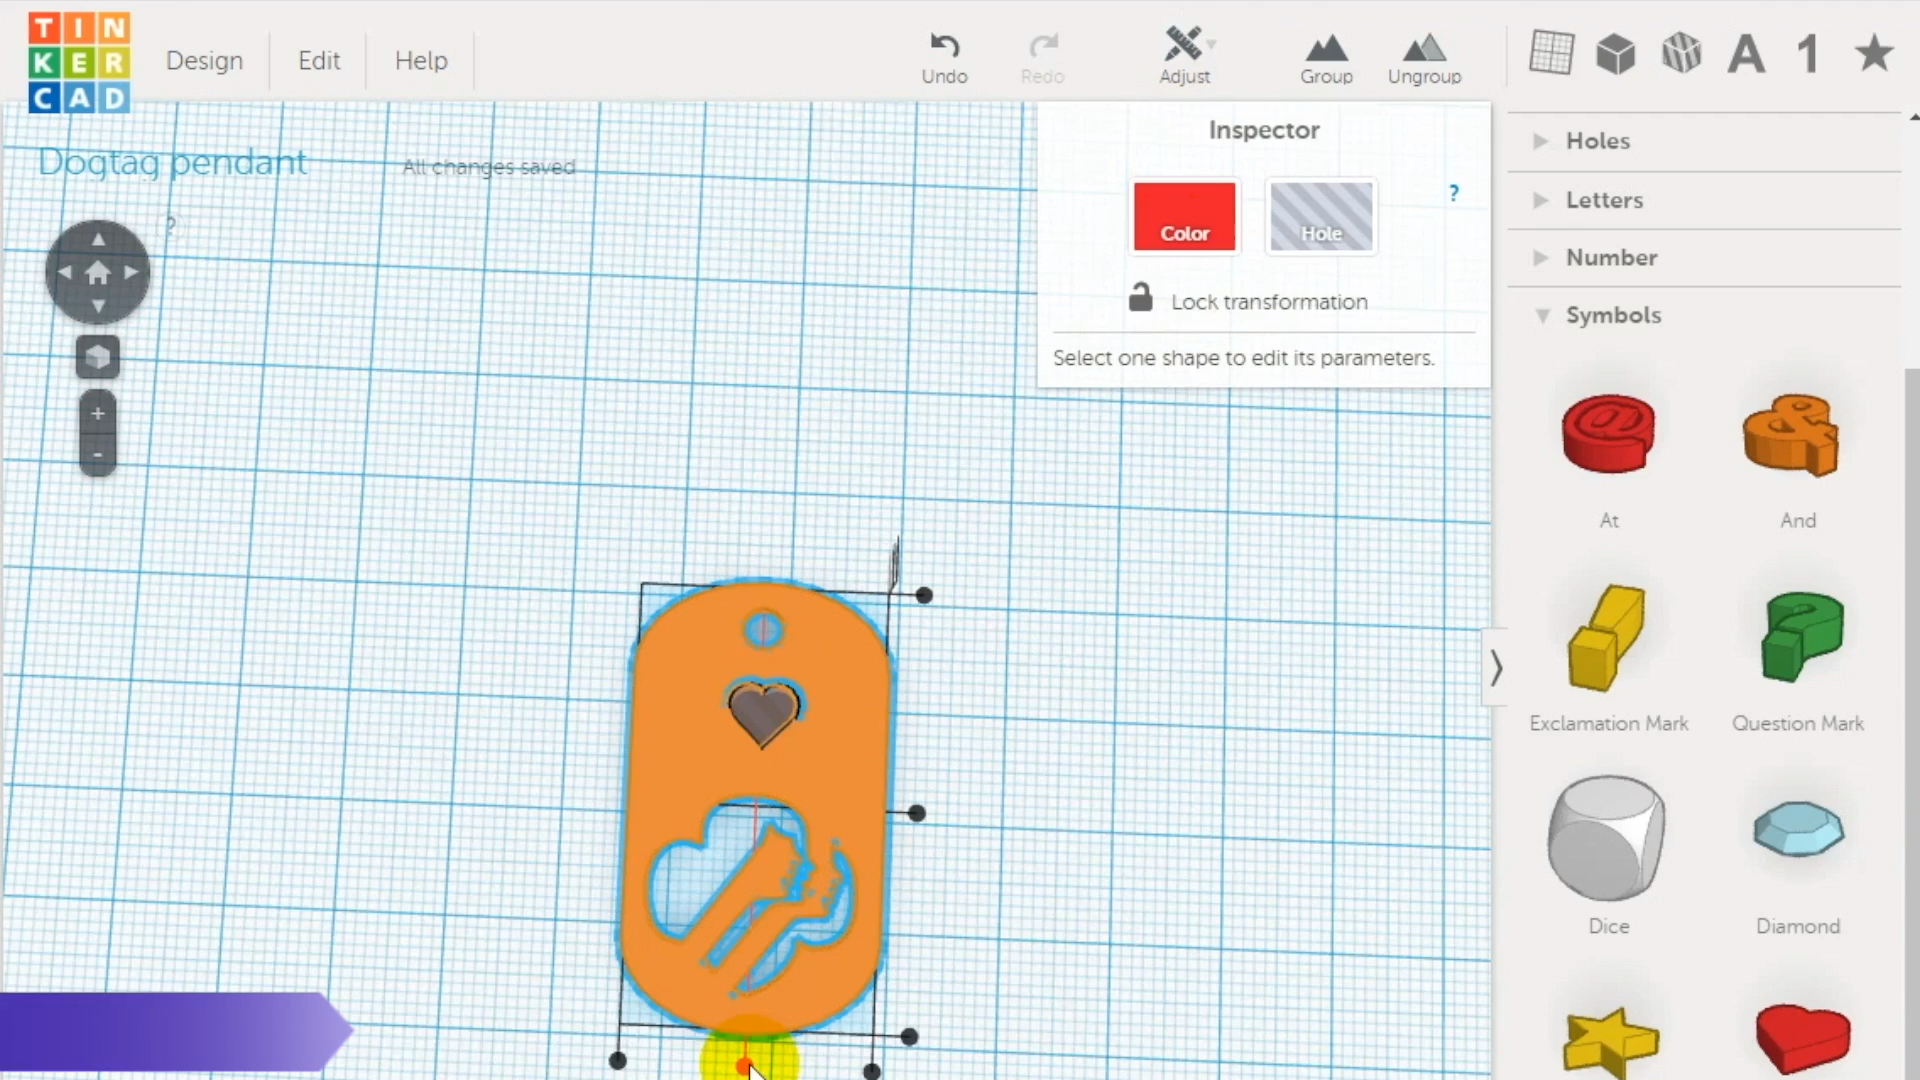 TIN
KER
CAD
Design
Edit
Help
Undo
Redo
Adjust
Group
Ungroup
A
1
Dogtag pendant
All changes saved
?
Inspector
Color
Hole
?
Lock transformation
Select one shape to edit its parameters.
+
-
Holes
Letters
Number
Symbols
At
And
Exclamation Mark
Question Mark
Dice
Diamond